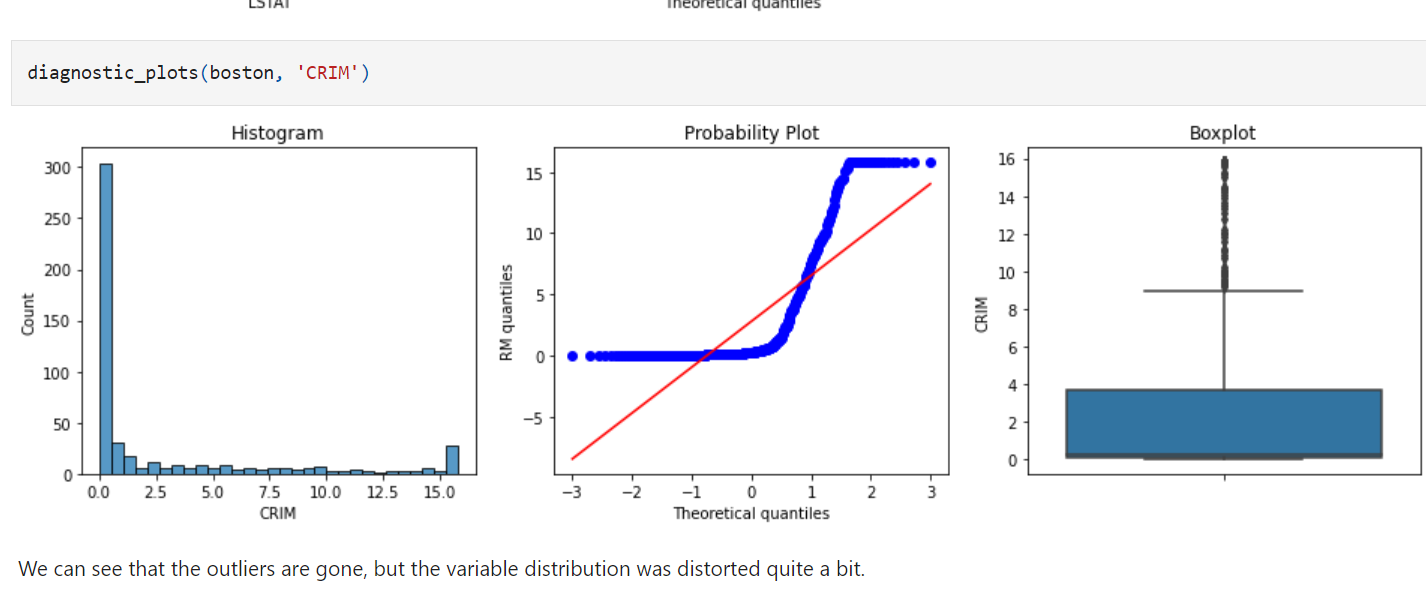 LSTAT
Theoretical quantiles
diagnostic_plots(boston, 'CRIM')
Histogram
300
250
200
150
100
50
0
Count
0.0 2.5 5.0 7.5 10.0 12.5 15.0
CRIM
Probability Plot
15
10
5
0
−5
RM quantiles
−3 −2 −1 0 1 2 3
Theoretical quantiles
Boxplot
16
14
12
10
8
6
4
2
0
CRIM
We can see that the outliers are gone, but the variable distribution was distorted quite a bit.